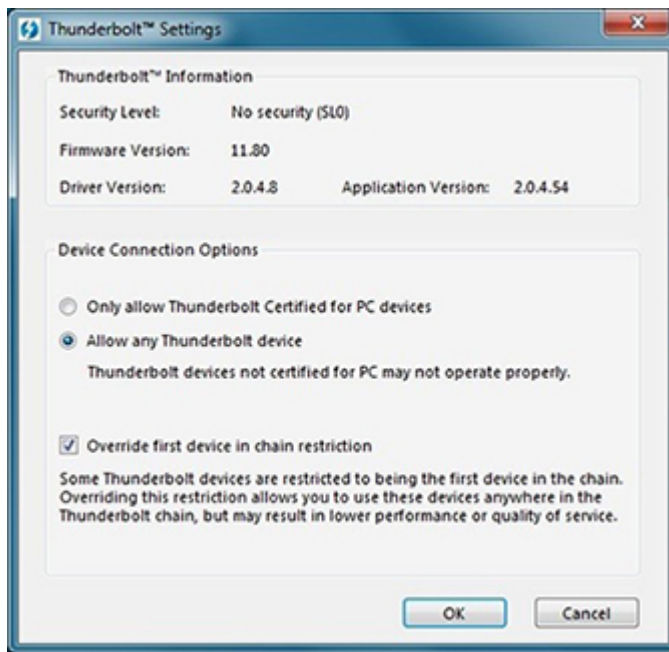 Thunderbolt™ Settings
Thunderbolt™ Information
Security Level: No security (SL0)
Firmware Version: 11.80
Driver Version: 2.0.4.8 Application Version: 2.0.4.54
Device Connection Options
Only allow Thunderbolt Certified for PC devices
Allow any Thunderbolt device
Thunderbolt devices not certified for PC may not operate properly.
Override first device in chain restriction
Some Thunderbolt devices are restricted to being the first device in the chain.
Overriding this restriction allows you to use these devices anywhere in the
Thunderbolt chain, but may result in lower performance or quality of service.
OK Cancel